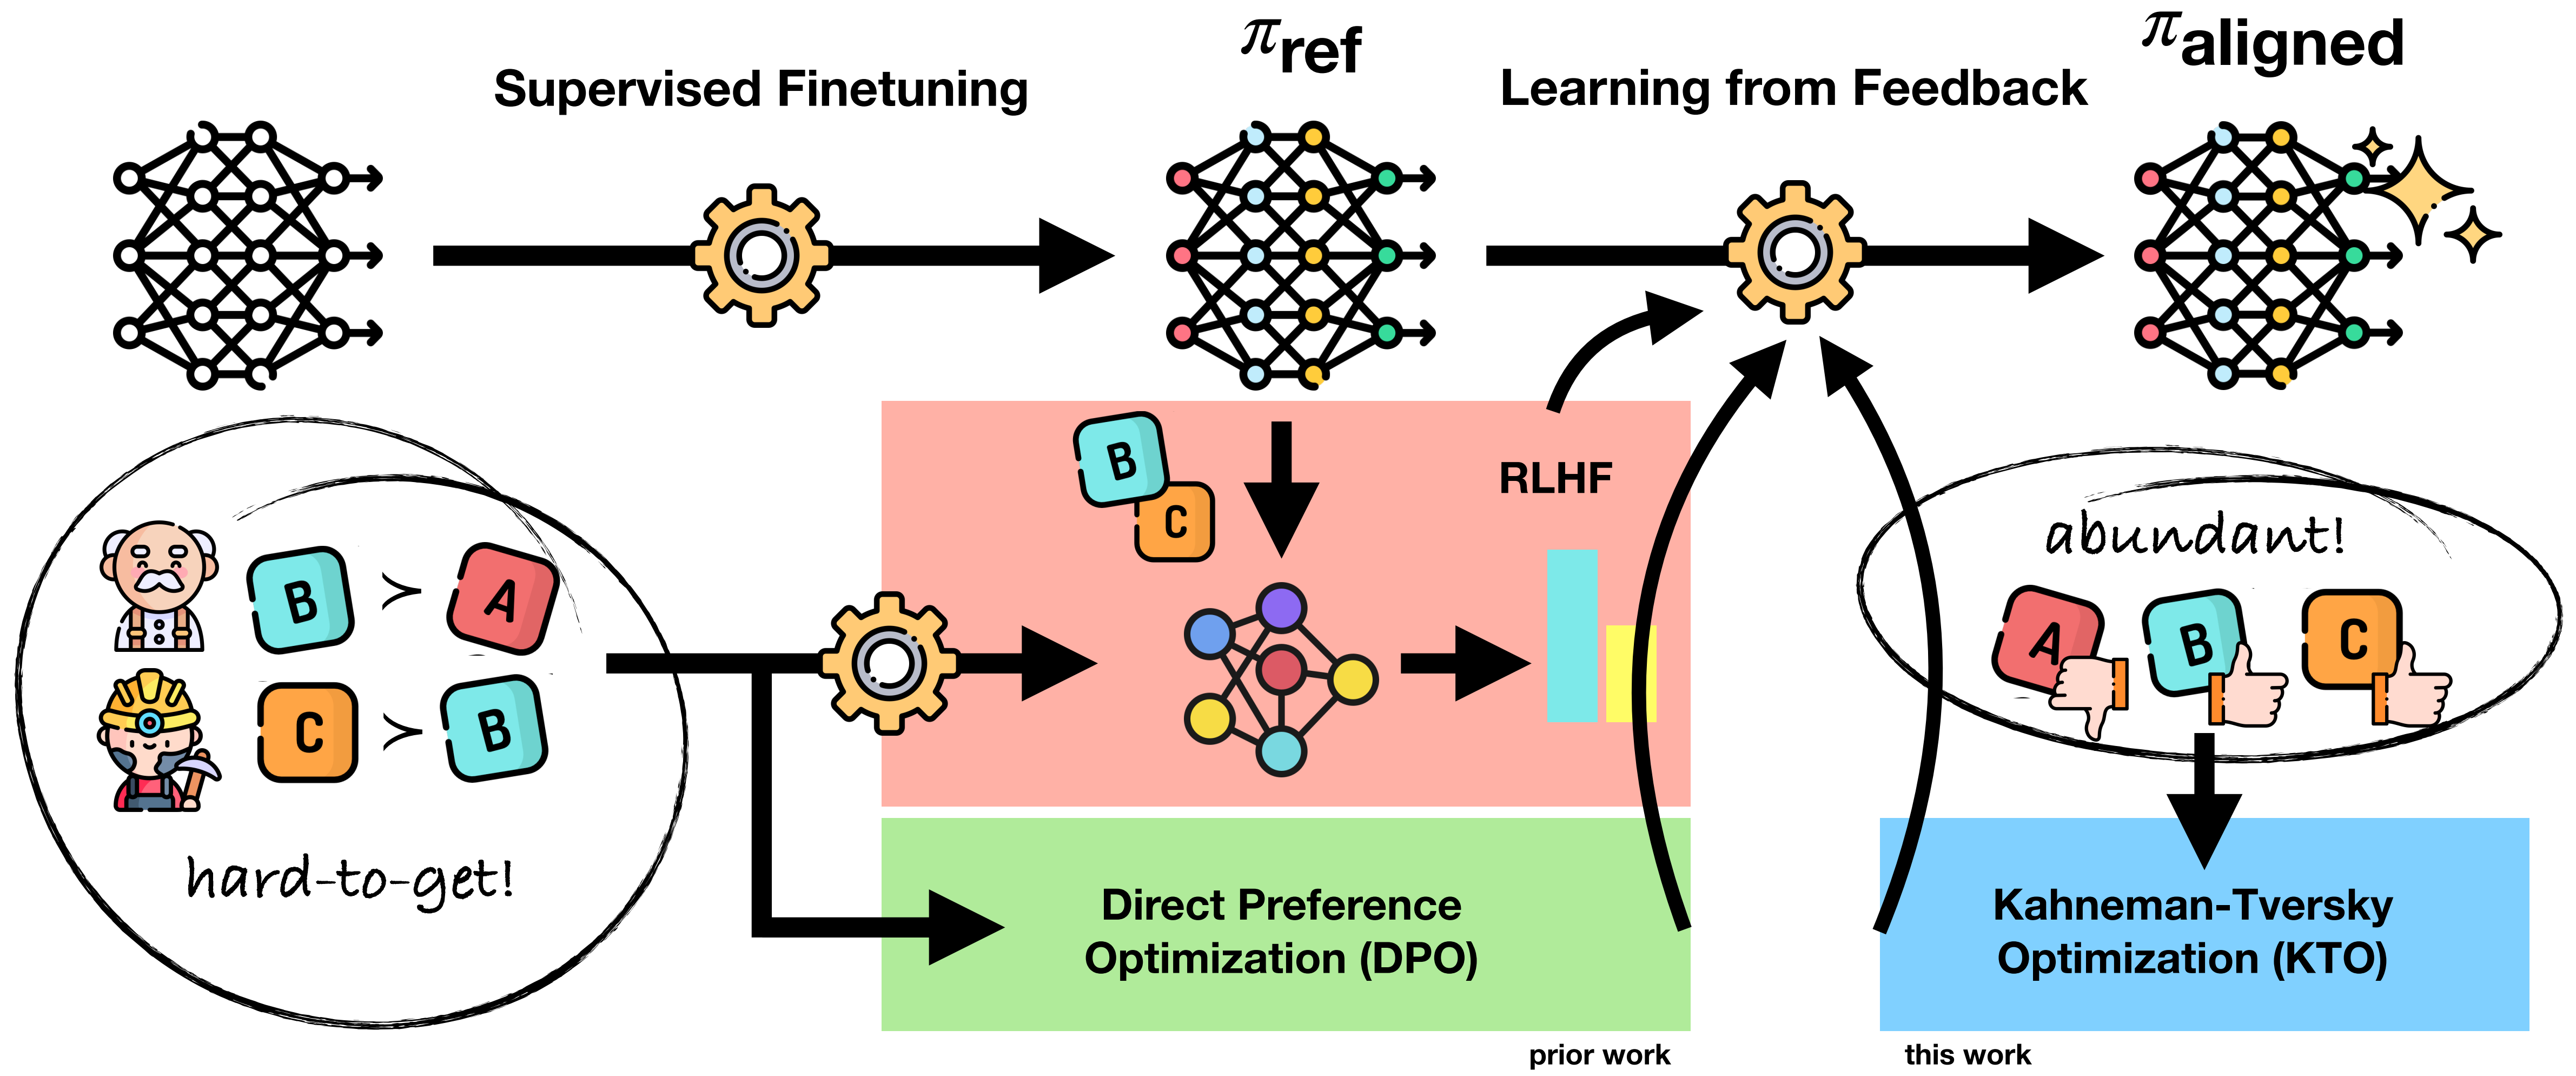 πref
πaligned
Supervised Finetuning
Learning from Feedback
B
C
RLHF
abundant!
B ≻ A
A B C
C ≻ B
hard-to-get!
Direct Preference
Optimization (DPO)
Kahneman-Tversky
Optimization (KTO)
prior work
this work